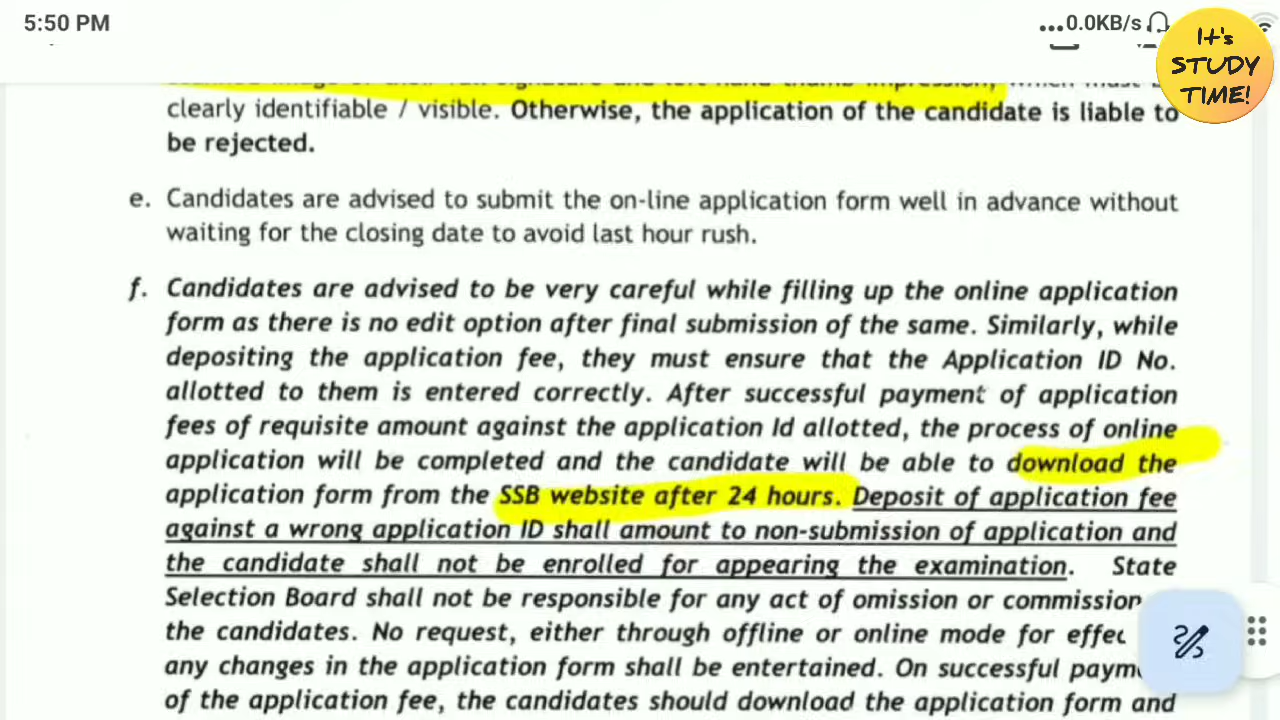 5:50 PM
...0.0KB/s
It's
STUDY
TIME!
clearly identifiable / visible. Otherwise, the application of the candidate is liable to
be rejected.
e. Candidates are advised to submit the on-line application form well in advance without
waiting for the closing date to avoid last hour rush.
f. Candidates are advised to be very careful while filling up the online application
form as there is no edit option after final submission of the same. Similarly, while
depositing the application fee, they must ensure that the Application ID No.
allotted to them is entered correctly. After successful payment of application
fees of requisite amount against the application Id allotted, the process of online
application will be completed and the candidate will be able to download the
application form from the SSB website after 24 hours. Deposit of application fee
against a wrong application ID shall amount to non-submission of application and
the candidate shall not be enrolled for appearing the examination. State
Selection Board shall not be responsible for any act of omission or commission
the candidates. No request, either through offline or online mode for
any changes in the application form shall be entertained. On successful
of the application fee, the candidates should download the application form and